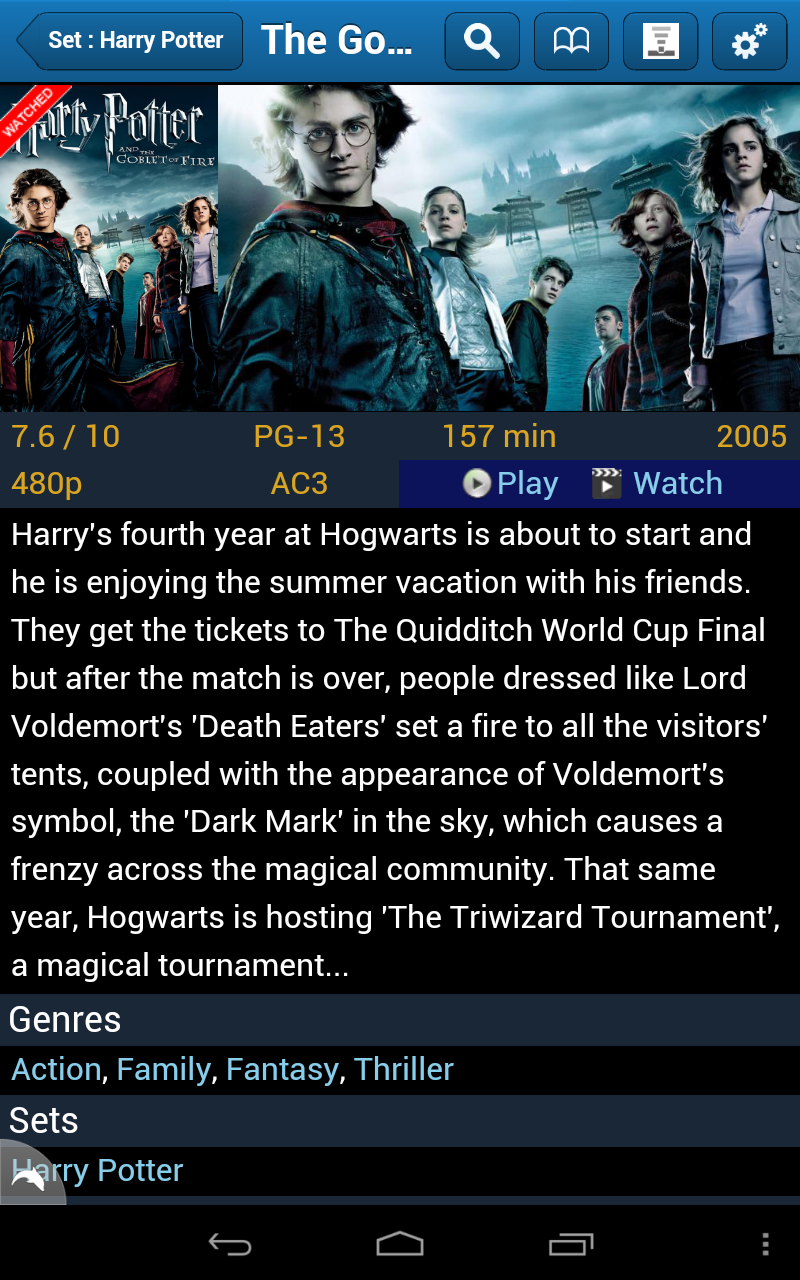 Set : Harry Potter
The Go...
WATCHED
Harry Potter
AND THE
GOBLET OF FIRE
7.6 / 10 PG-13 157 min 2005
480p AC3 Play Watch
Harry's fourth year at Hogwarts is about to start and
he is enjoying the summer vacation with his friends.
They get the tickets to The Quidditch World Cup Final
but after the match is over, people dressed like Lord
Voldemort's 'Death Eaters' set a fire to all the visitors'
tents, coupled with the appearance of Voldemort's
symbol, the 'Dark Mark' in the sky, which causes a
frenzy across the magical community. That same
year, Hogwarts is hosting 'The Triwizard Tournament',
a magical tournament...
Genres
Action, Family, Fantasy, Thriller
Sets
Harry Potter